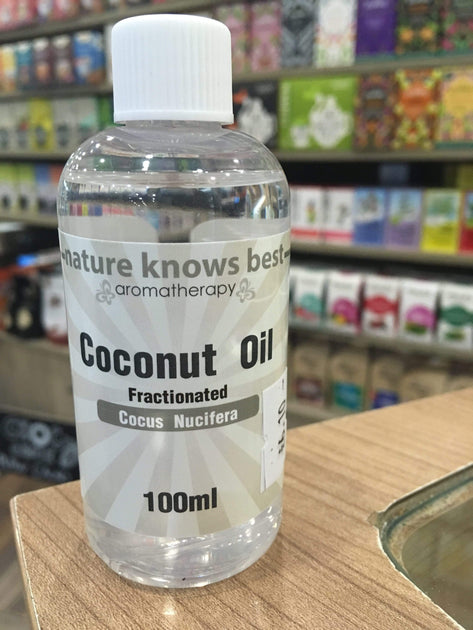 nature knows best
aromatherapy
Coconut Oil
Fractionated
Cocus Nucifera
100ml